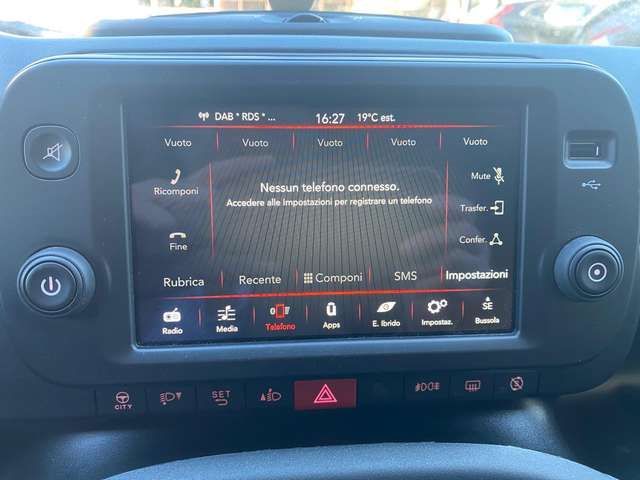 DAB * RDS * ... 16:27 19°C est.
Vuoto Vuoto Vuoto Vuoto Vuoto
Ricomponi
Nessun telefono connesso.
Accedere alle Impostazioni per registrare un telefono
Mute
Trasfer.
Fine
Confer.
Rubrica Recente Componi SMS Impostazioni
SE
Radio Media Telefono Apps E. Ibrido Impostaz. Bussola
CITY
SET